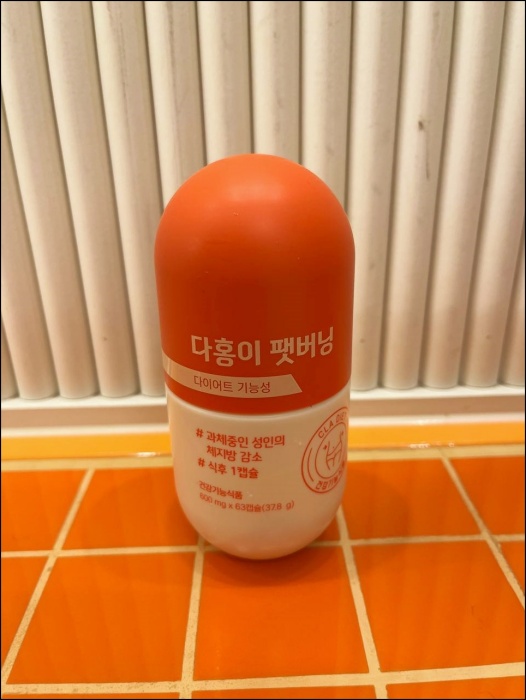 다홍이 팻버닝
다이어트 기능성
# 과체중인 성인의
체지방 감소
# 식후 1캡슐
건강기능식품
600 mg x 63캡슐(37.8 g)